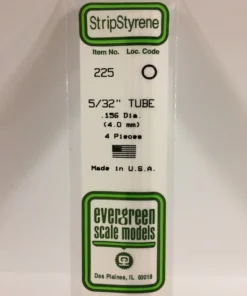 StripStyrene
Item No. Loc. Code
225
5/32" TUBE
.156 Dia.
(4.0 mm)
4 Pieces
Made in U.S.A.
evergreen
scale models
Des Plaines, IL 60018